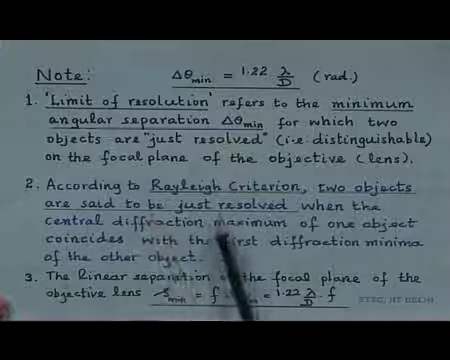 Note: Δθmin = 1.22 λ/D (rad.)
1. 'Limit of resolution' refers to the minimum
angular separation Δθmin for which two
objects are "just resolved" (i.e. distinguishable)
on the focal plane of the objective (lens).
2. According to Rayleigh Criterion, two objects
are said to be just resolved when the
central diffraction maximum of one object
coincides with the first diffraction minima
of the other object.
3. The linear separation on the focal plane of the
objective lens smin = f = 1.22 λ/D · f
ETSC, IIT DELHI